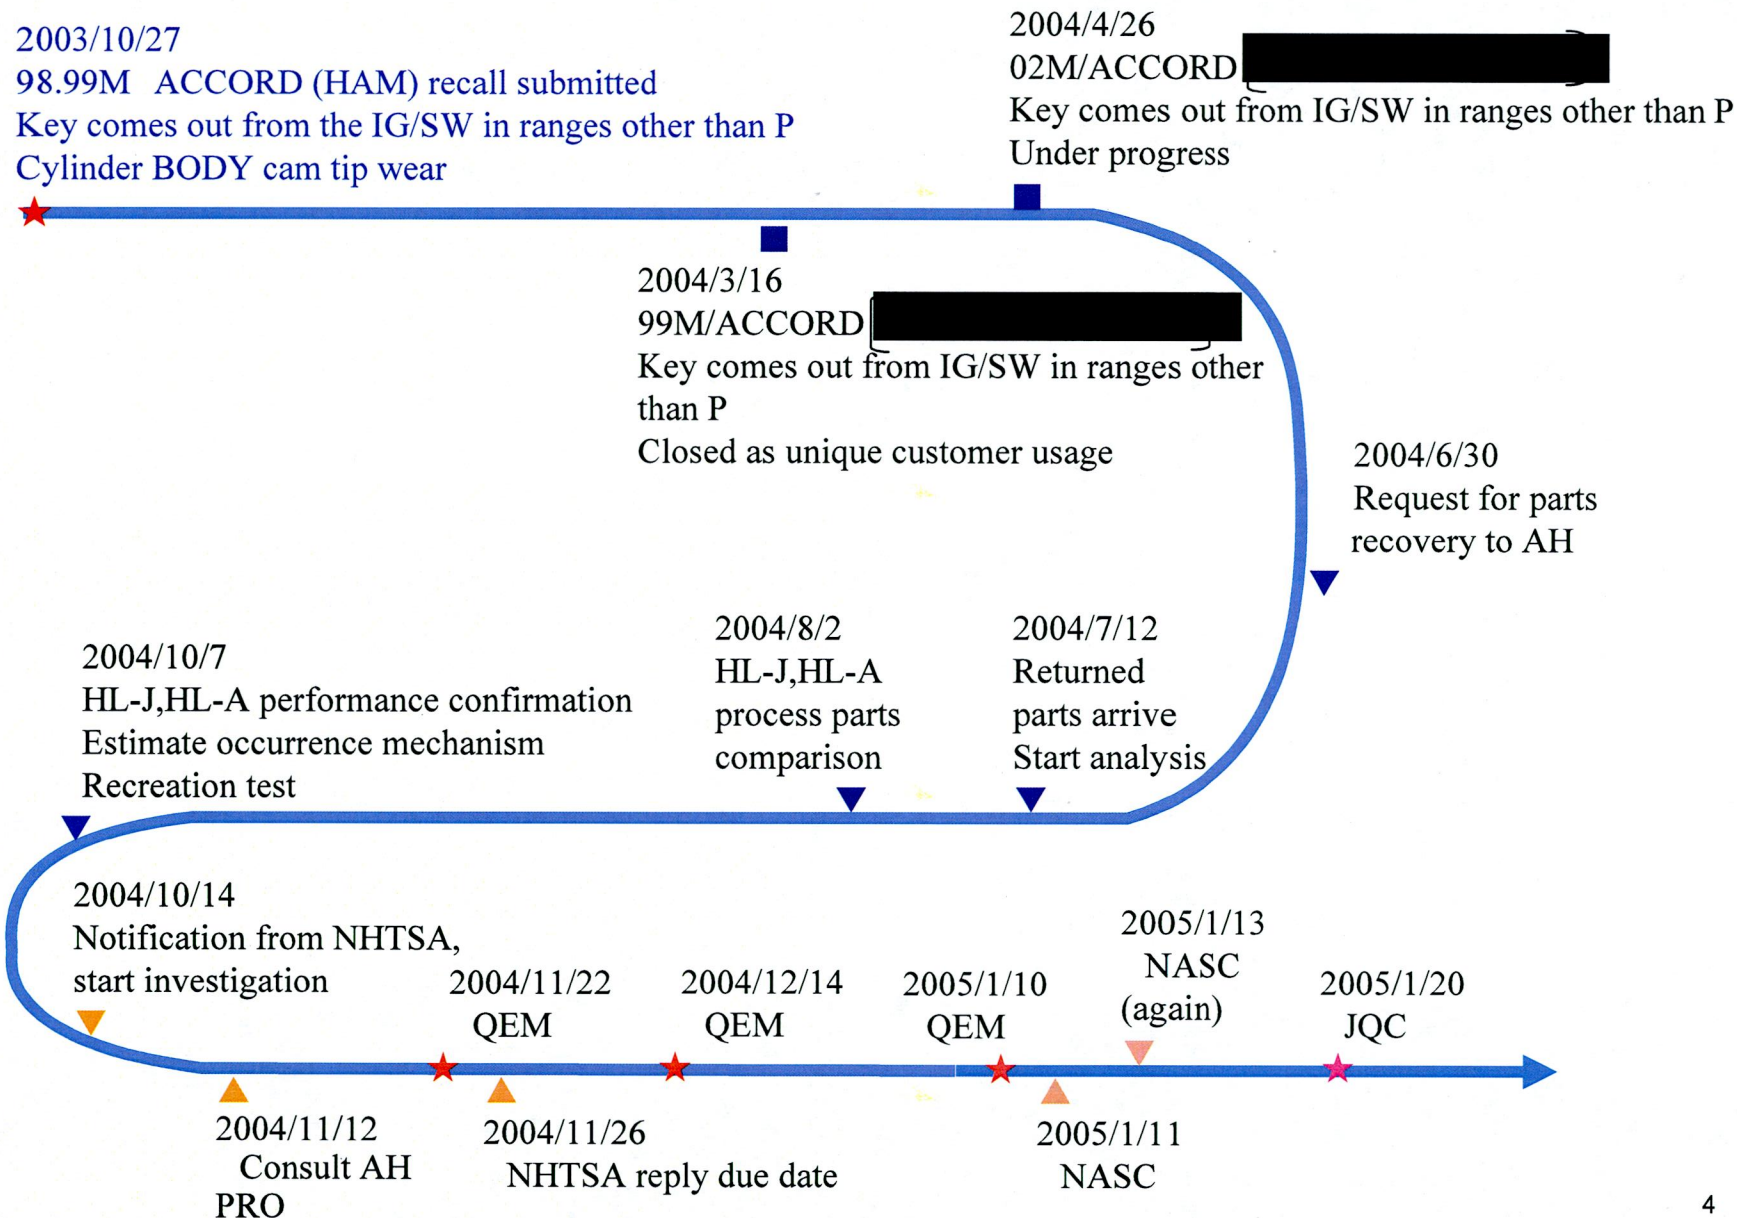 2003/10/27
98.99M ACCORD (HAM) recall submitted
Key comes out from the IG/SW in ranges other than P
Cylinder BODY cam tip wear
2004/4/26
02M/ACCORD
Key comes out from IG/SW in ranges other than P
Under progress
2004/3/16
99M/ACCORD
Key comes out from IG/SW in ranges other
than P
Closed as unique customer usage
2004/6/30
Request for parts
recovery to AH
2004/7/12
Returned
parts arrive
Start analysis
2004/8/2
HL-J,HL-A
process parts
comparison
2004/10/7
HL-J,HL-A performance confirmation
Estimate occurrence mechanism
Recreation test
2004/10/14
Notification from NHTSA,
start investigation
2004/11/12
Consult AH
PRO
2004/11/22
QEM
2004/11/26
NHTSA reply due date
2004/12/14
QEM
2005/1/10
QEM
2005/1/11
NASC
2005/1/13
NASC
(again)
2005/1/20
JQC
4